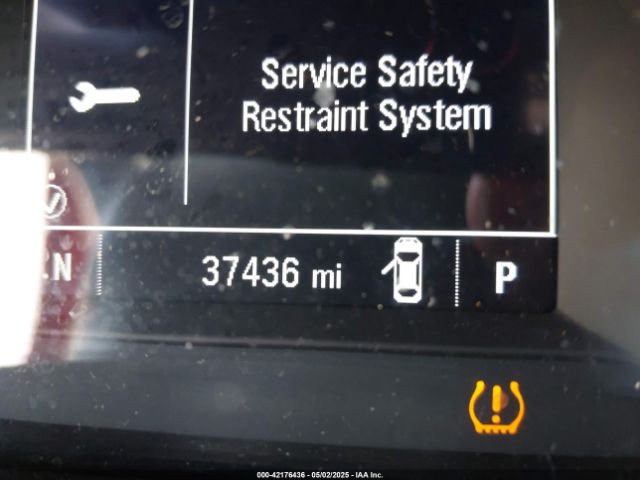 Service Safety
Restraint System
N
37436 mi
P
000-42176436 - 05/02/2025 - IAA Inc.